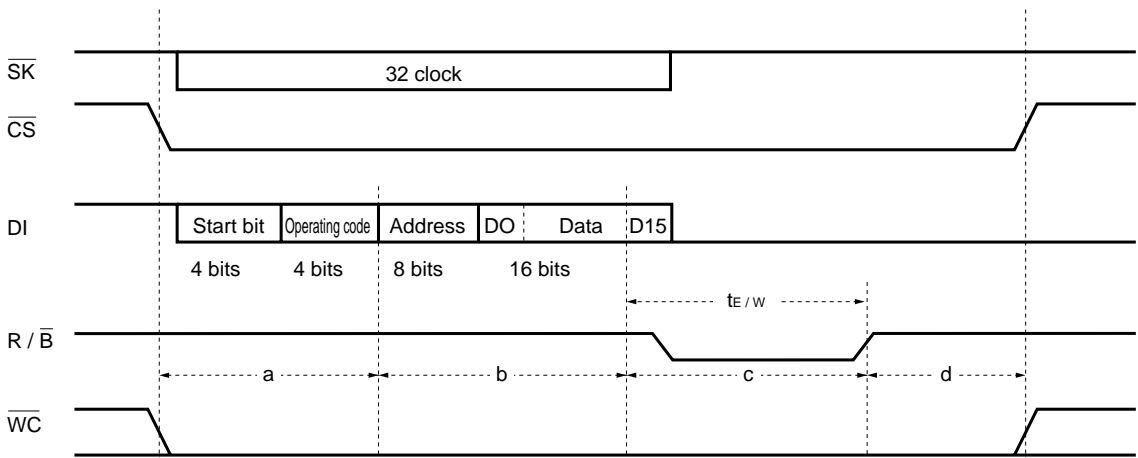 SK
32 clock
CS
DI
Start bit Operating code Address DO Data D15
4 bits 4 bits 8 bits 16 bits
tE / W
R / B
a b c d
WC